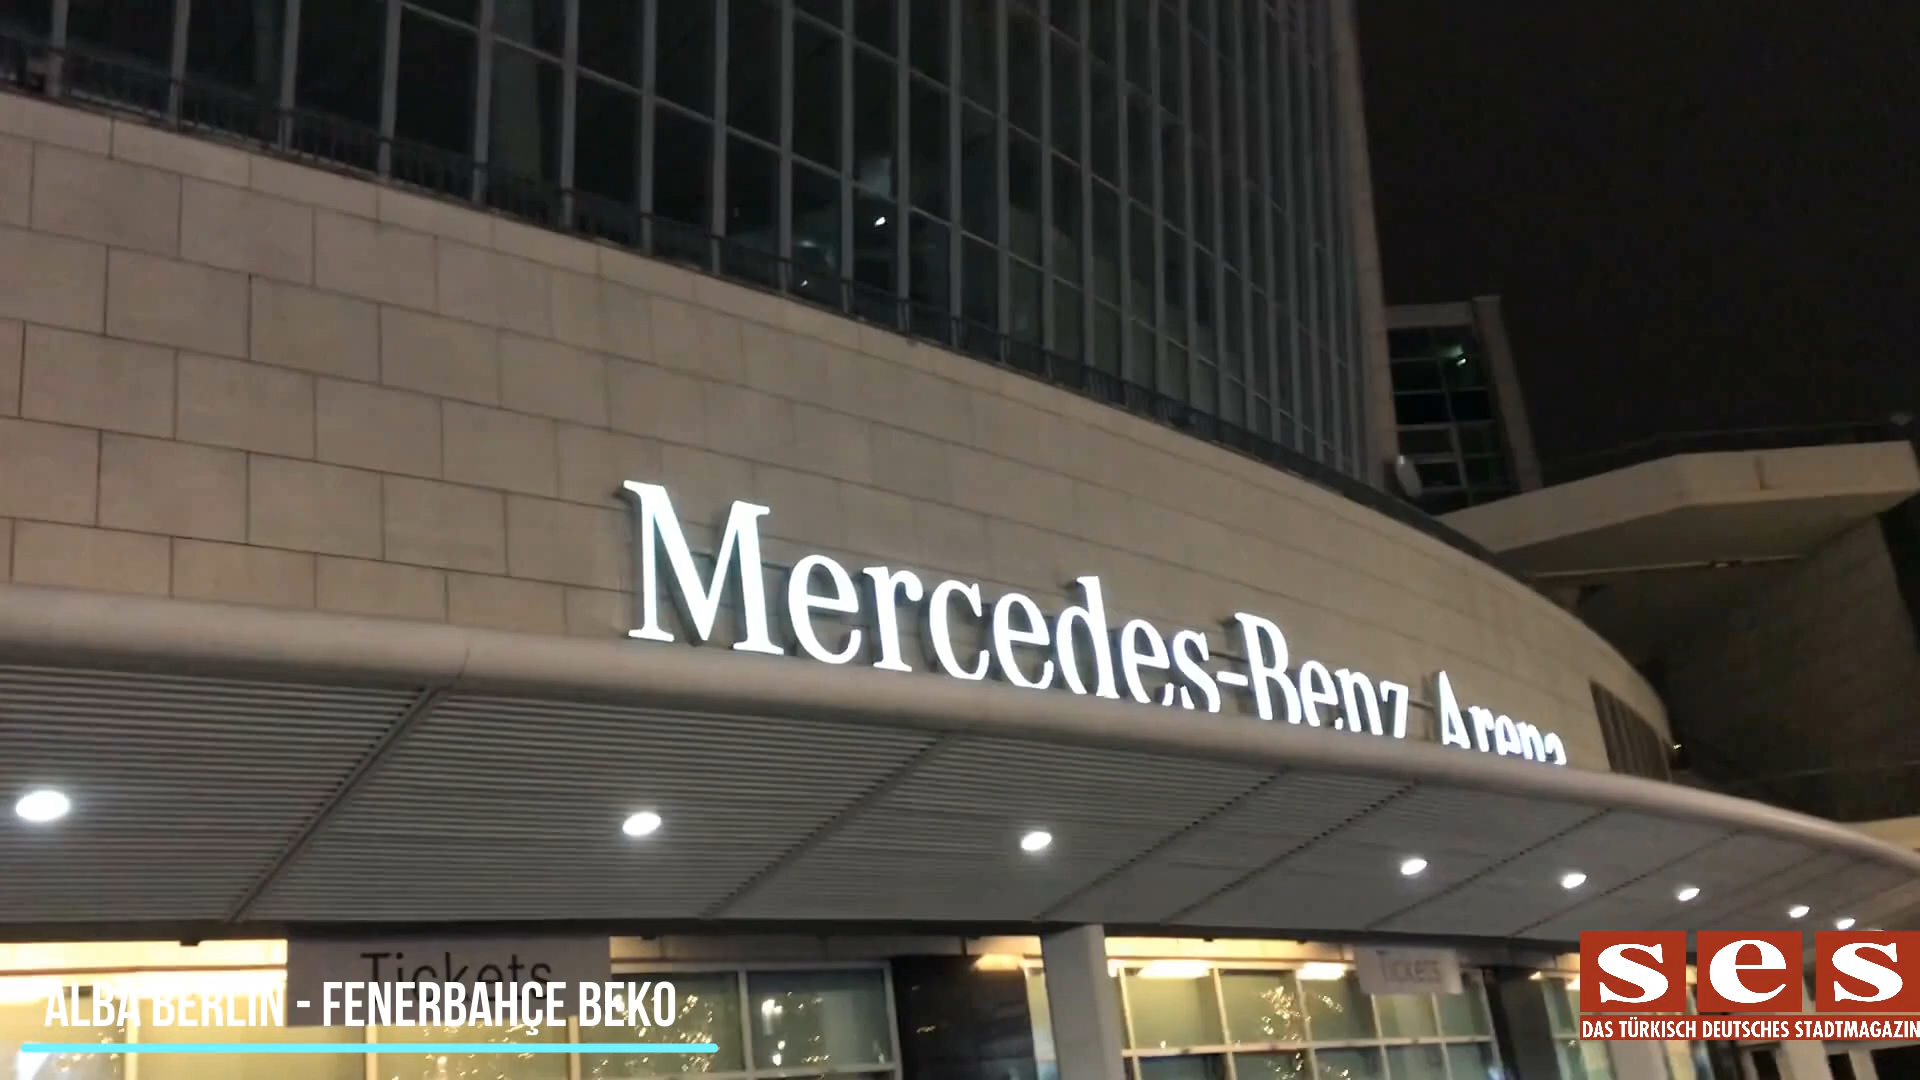 Mercedes-Benz Arena
Tickets
Tickets
ALBA BERLIN - FENERBAHÇE BEKO
ses
DAS TÜRKISCH DEUTSCHES STADTMAGAZIN